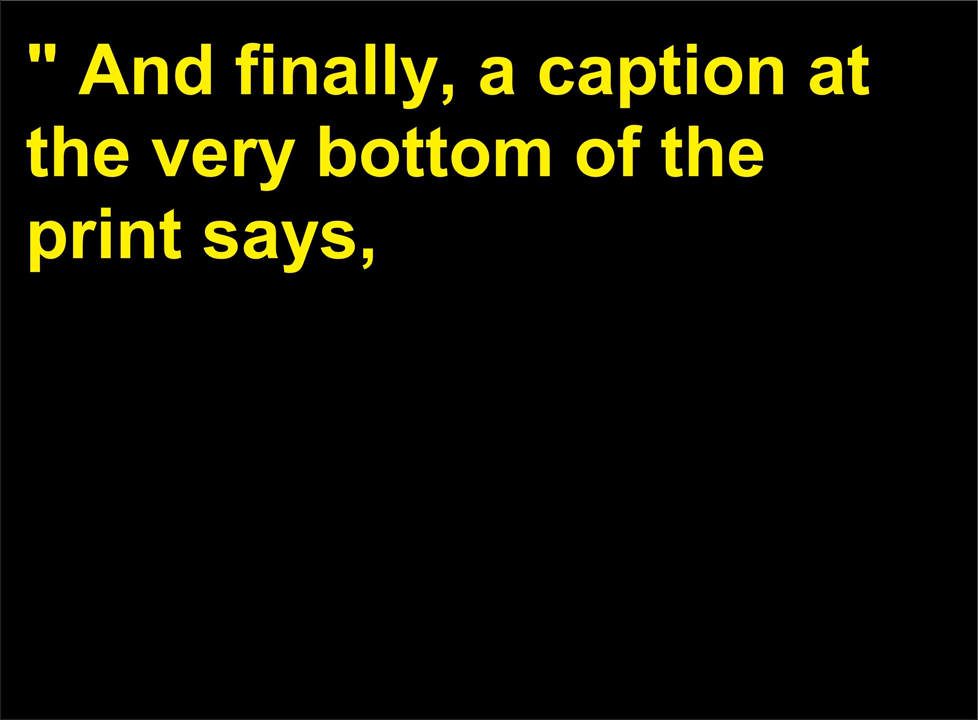 " And finally, a caption at
the very bottom of the
print says,